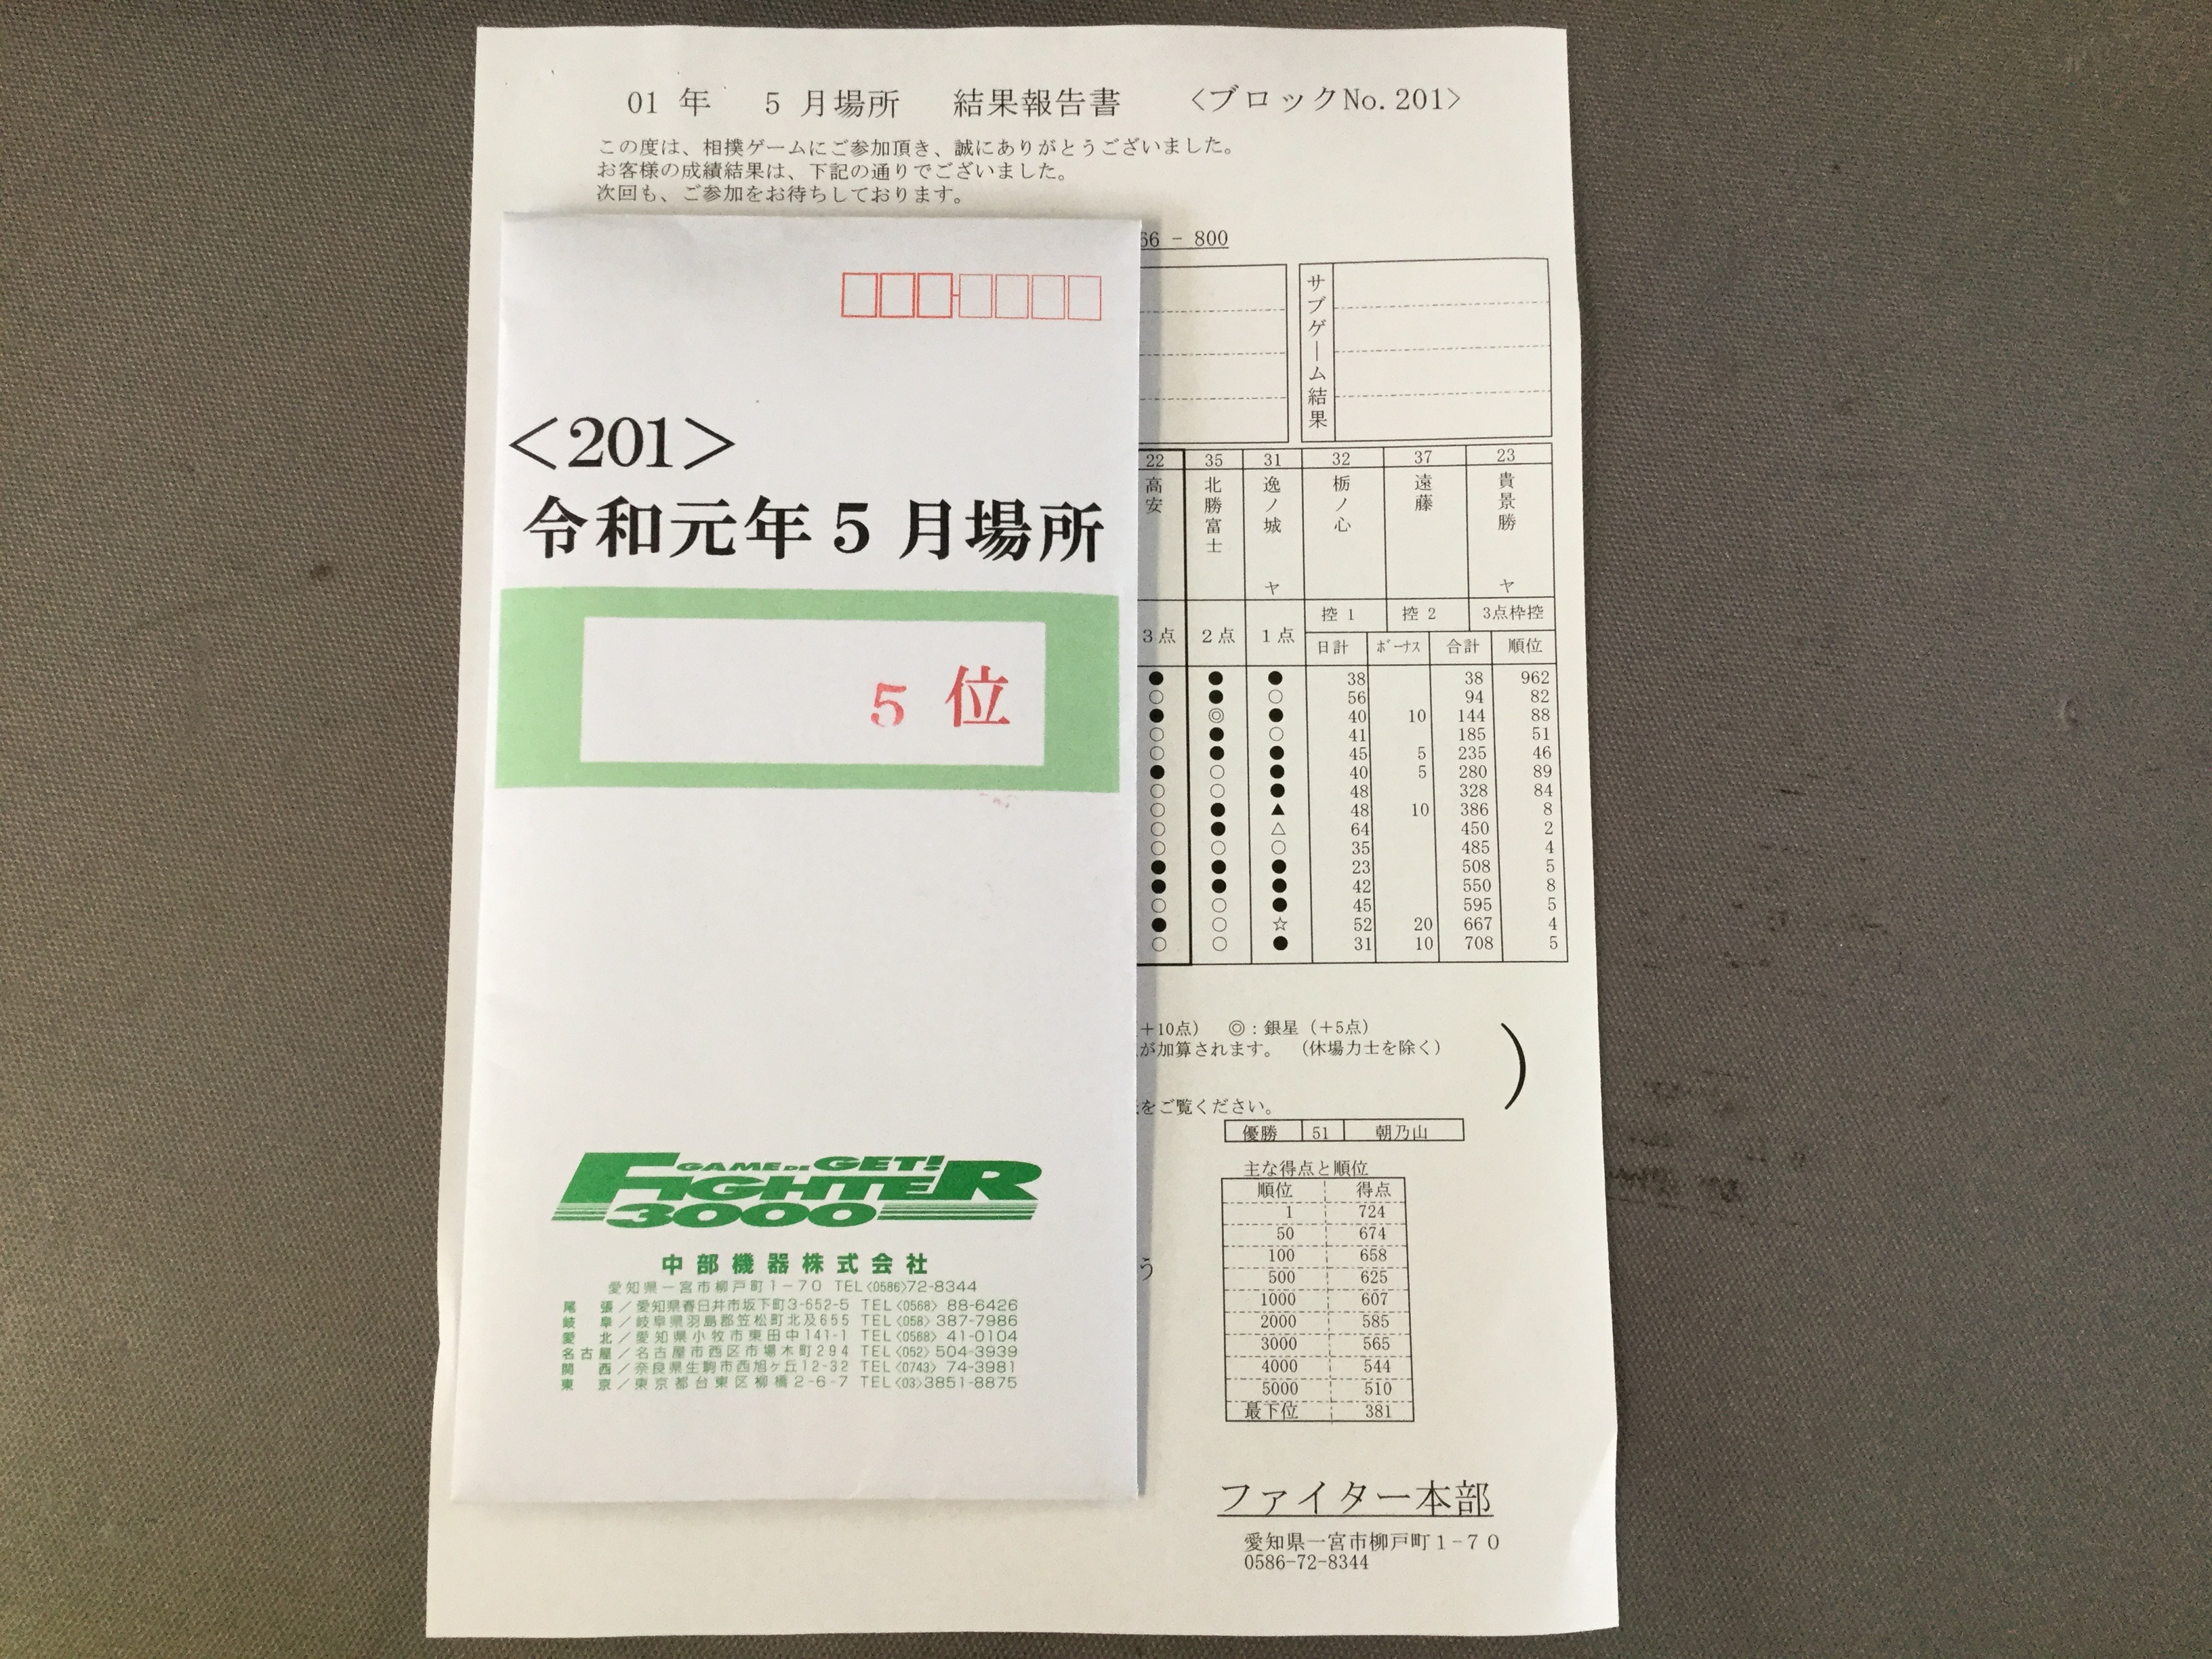 01 年 5 月場所 結果報告書 <ブロックNo.201>
この度は、相撲ゲームにご参加頂き、誠にありがとうございました。
お客様の成績結果は、下記の通りでございました。
次回も、ご参加をお待ちしております。
66 - 800
サブゲーム結果
22 35 31 32 37 23
高安 北勝富士 逸ノ城 ヤ 栃ノ心 遠藤 貴景勝 ヤ
控 1 控 2 3点枠控
3点 2点 1点 日計 ボーナス 合計 順位
● ● ● 38 38 962
○ ● ○ 56 94 82
● ◎ ● 40 10 144 88
○ ● ○ 41 185 51
○ ● ● 45 5 235 46
● ○ ● 40 5 280 89
○ ○ ● 48 328 84
○ ● ▲ 48 10 386 8
○ ● △ 64 450 2
○ ○ ○ 35 485 4
● ● ● 23 508 5
● ● ● 42 550 8
○ ○ ● 45 595 5
● ○ ☆ 52 20 667 4
○ ○ ● 31 10 708 5
(+10点) ◎:銀星(+5点)
が加算されます。 (休場力士を除く)
をご覧ください。
優勝 51 朝乃山
主な得点と順位
順位 得点
1 724
50 674
100 658
500 625
1000 607
2000 585
3000 565
4000 544
5000 510
最下位 381
う
ファイター本部
愛知県一宮市柳戸町1-70
0586-72-8344
<201>
令和元年5月場所
5 位
GAME DE GET!
FIGHTER
3000
中部機器株式会社
愛知県一宮市柳戸町1-70 TEL<0586>72-8344
尾張/愛知県春日井市坂下町3-652-5 TEL<0568> 88-6426
岐阜/岐阜県羽島郡笠松町北及655 TEL<058> 387-7986
愛北/愛知県小牧市東田中141-1 TEL<0568> 41-0104
名古屋/名古屋市西区市場木町294 TEL<052> 504-3939
関西/奈良県生駒市西旭ヶ丘12-32 TEL<0743> 74-3981
東京/東京都台東区柳橋2-6-7 TEL<03>3851-8875